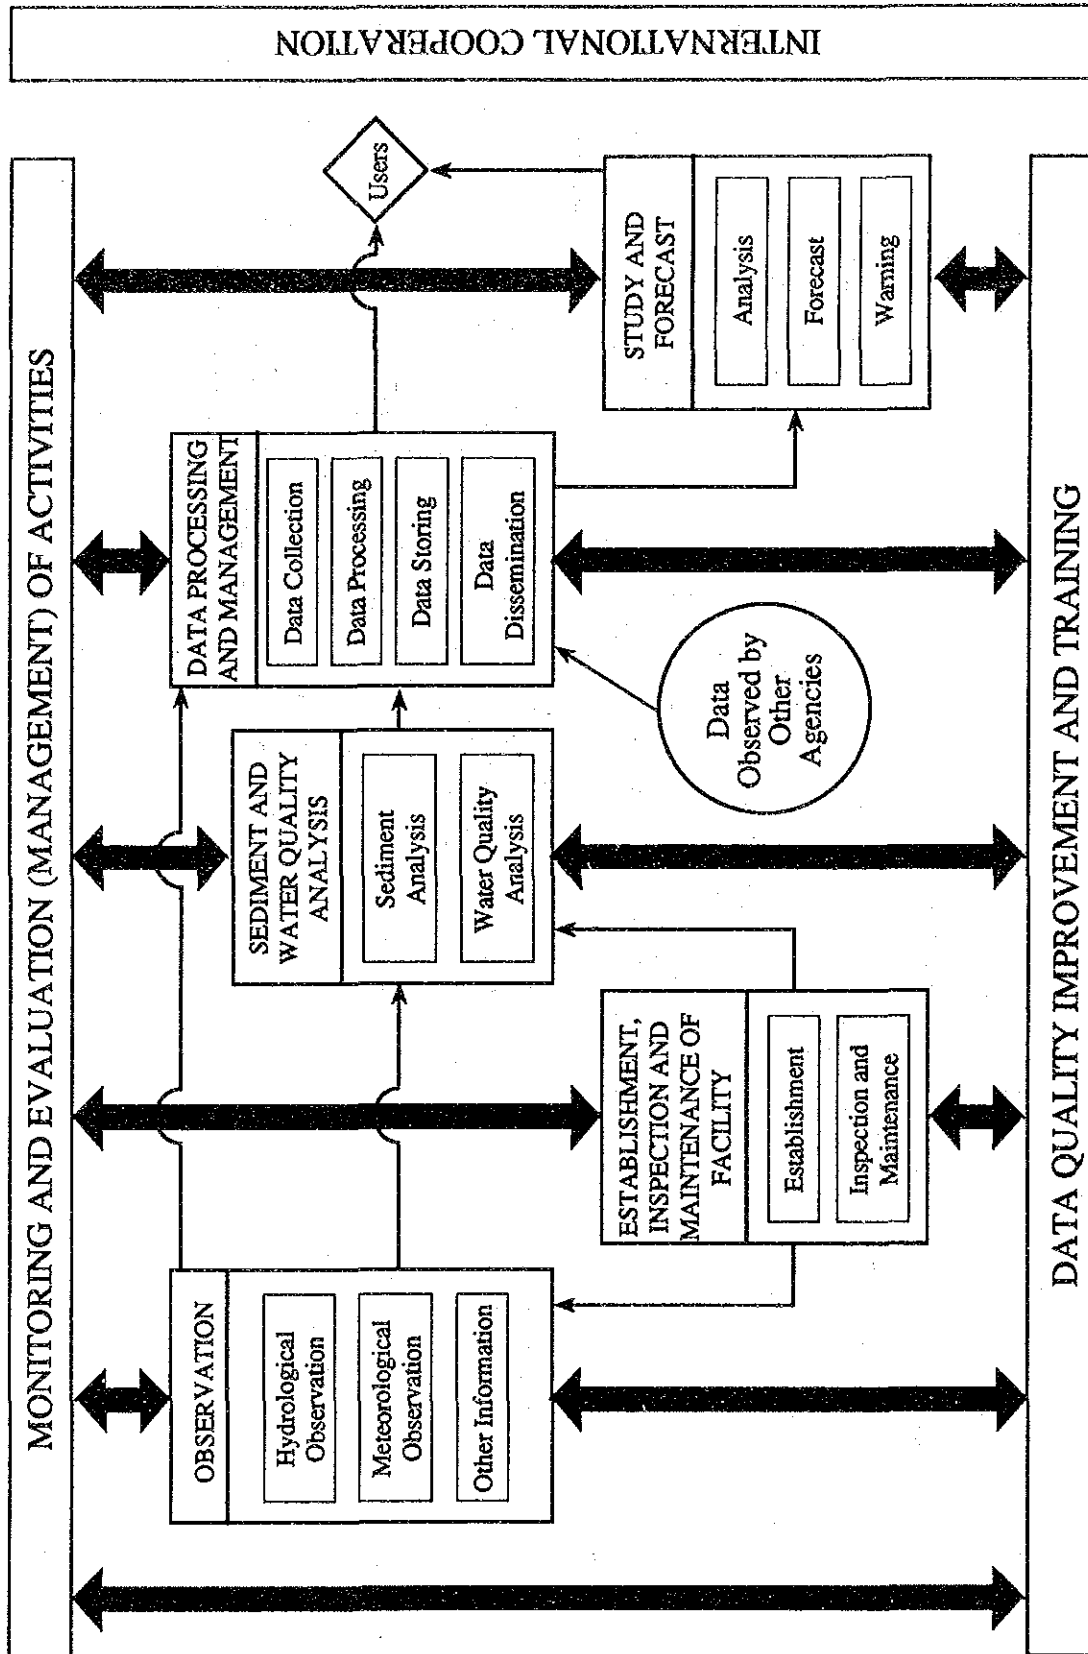 MONITORING AND EVALUATION (MANAGEMENT) OF ACTIVITIES
OBSERVATION
Hydrological
Observation
Meteorological
Observation
Other Information
ESTABLISHMENT,
INSPECTION AND
MAINTENANCE OF
FACILITY
Establishment
Inspection and
Maintenance
SEDIMENT AND
WATER QUALITY
ANALYSIS
Sediment
Analysis
Water Quality
Analysis
DATA PROCESSING
AND MANAGEMENT
Data Collection
Data Processing
Data Storing
Data
Dissemination
Data
Observed by
Other
Agencies
STUDY AND
FORECAST
Analysis
Forecast
Warning
Users
DATA QUALITY IMPROVEMENT AND TRAINING
INTERNATIONAL COOPERATION